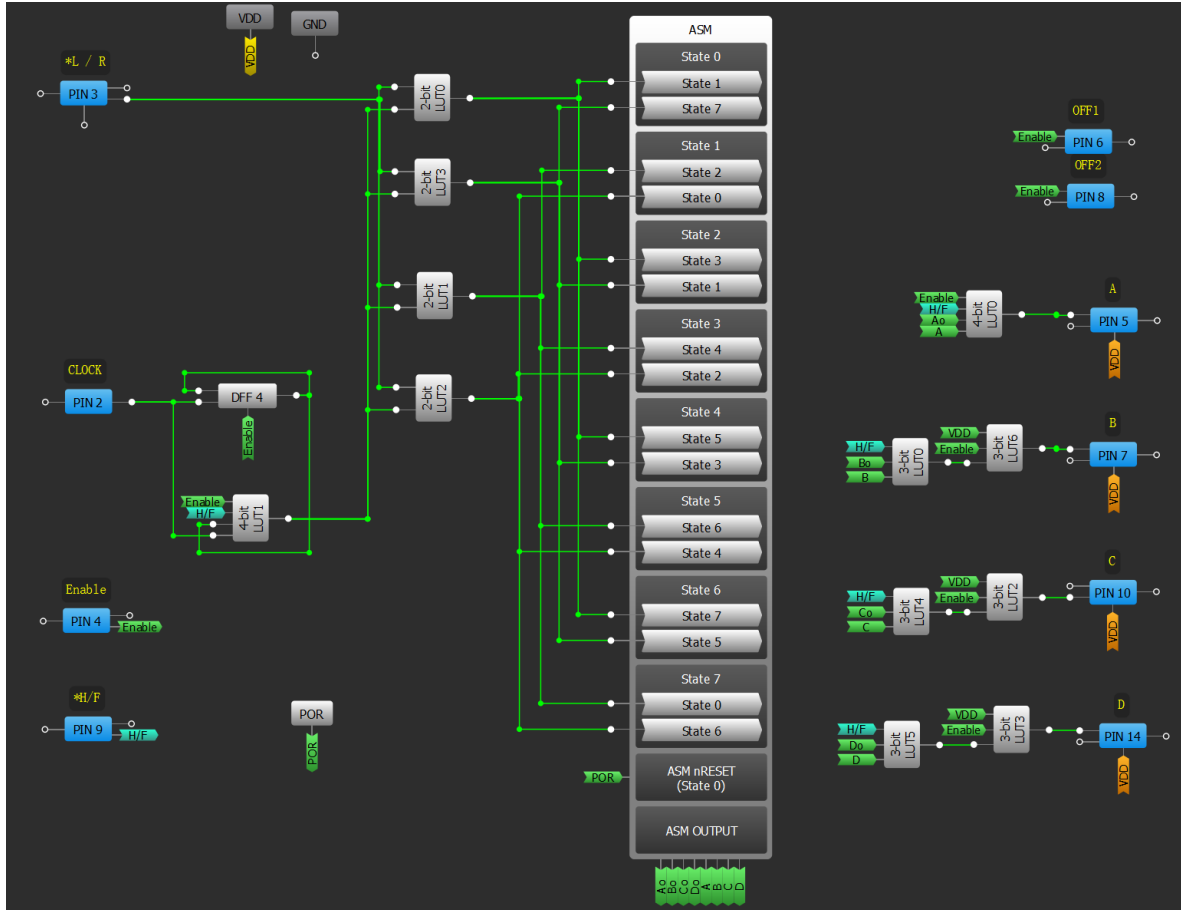 *L / R
PIN 3
VDD
VDD
GND
CLOCK
PIN 2
DFF 4
Enable
Enable
H/F
4-bit
LUT1
Enable
PIN 4
Enable
*H/F
PIN 9
H/F
POR
POR
2-bit
LUT0
2-bit
LUT3
2-bit
LUT1
2-bit
LUT2
ASM
State 0
State 1
State 7
State 1
State 2
State 0
State 2
State 3
State 1
State 3
State 4
State 2
State 4
State 5
State 3
State 5
State 6
State 4
State 6
State 7
State 5
State 7
State 0
State 6
POR
ASM nRESET
(State 0)
ASM OUTPUT
Ao
Bo
Co
Do
A
B
C
D
OFF1
Enable
PIN 6
OFF2
Enable
PIN 8
A
Enable
H/F
Ao
A
4-bit
LUT0
PIN 5
VDD
B
H/F
Bo
B
3-bit
LUT0
VDD
Enable
3-bit
LUT6
PIN 7
VDD
C
H/F
Co
C
3-bit
LUT4
VDD
Enable
3-bit
LUT2
PIN 10
VDD
D
H/F
Do
D
3-bit
LUT5
VDD
Enable
3-bit
LUT3
PIN 14
VDD